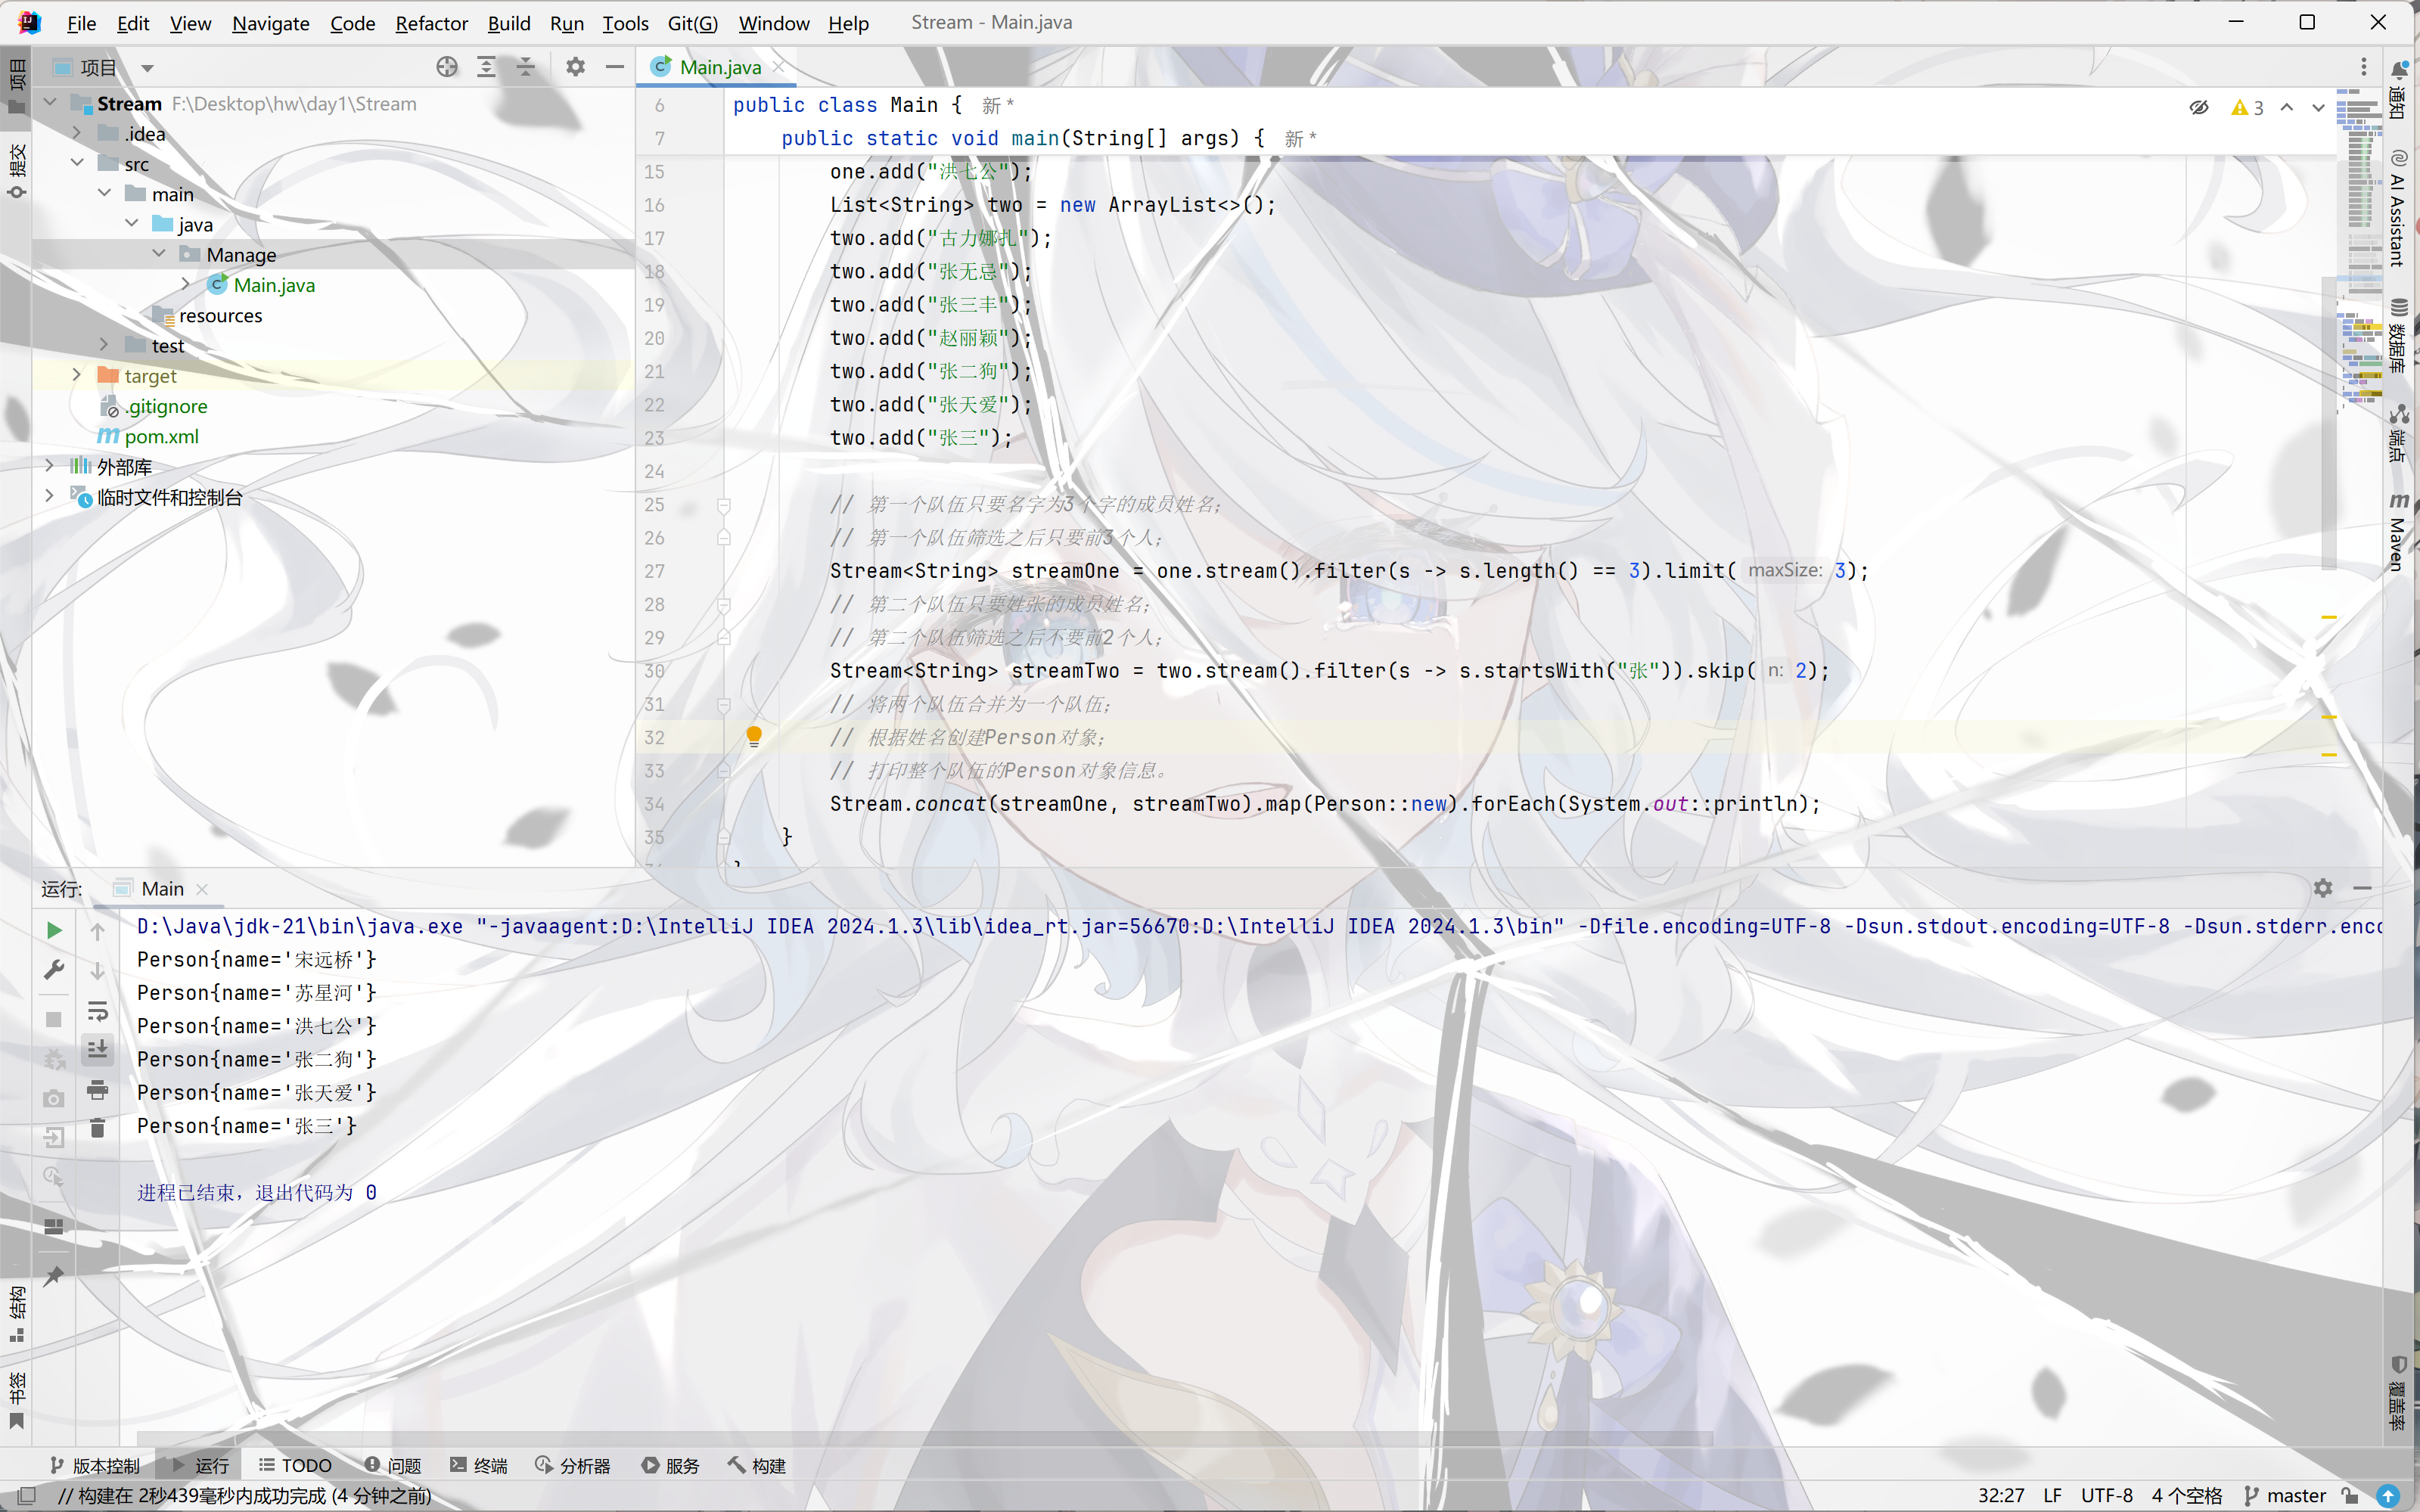 File Edit View Navigate Code Refactor Build Run Tools Git(G) Window Help Stream - Main.java
项目
Main.java
Stream F:\Desktop\hw\day1\Stream
.idea
src
main
java
Manage
Main.java
resources
test
target
.gitignore
pom.xml
外部库
临时文件和控制台
项目
提交
结构
书签
6 public class Main { 新 *
3
7 public static void main(String[] args) { 新 *
15 one.add("洪七公");
16 List<String> two = new ArrayList<>();
17 two.add("古力娜扎");
18 two.add("张无忌");
19 two.add("张三丰");
20 two.add("赵丽颖");
21 two.add("张二狗");
22 two.add("张天爱");
23 two.add("张三");
24
25 // 第一个队伍只要名字为3个字的成员姓名;
26 // 第一个队伍筛选之后只要前3个人;
27 Stream<String> streamOne = one.stream().filter(s -> s.length() == 3).limit( maxSize: 3);
28 // 第二个队伍只要姓张的成员姓名;
29 // 第二个队伍筛选之后不要前2个人;
30 Stream<String> streamTwo = two.stream().filter(s -> s.startsWith("张")).skip( n: 2);
31 // 将两个队伍合并为一个队伍;
32 // 根据姓名创建Person对象;
33 // 打印整个队伍的Person对象信息。
34 Stream.concat(streamOne, streamTwo).map(Person::new).forEach(System.out::println);
35 }
通知
AI Assistant
数据库
端点
m Maven
覆盖率
运行: Main
D:\Java\jdk-21\bin\java.exe "-javaagent:D:\IntelliJ IDEA 2024.1.3\lib\idea_rt.jar=56670:D:\IntelliJ IDEA 2024.1.3\bin" -Dfile.encoding=UTF-8 -Dsun.stdout.encoding=UTF-8 -Dsun.stderr.enc
Person{name='宋远桥'}
Person{name='苏星河'}
Person{name='洪七公'}
Person{name='张二狗'}
Person{name='张天爱'}
Person{name='张三'}
进程已结束，退出代码为 0
版本控制 运行 TODO 问题 终端 分析器 服务 构建
// 构建在 2秒439毫秒内成功完成 (4 分钟之前)
32:27 LF UTF-8 4 个空格 master